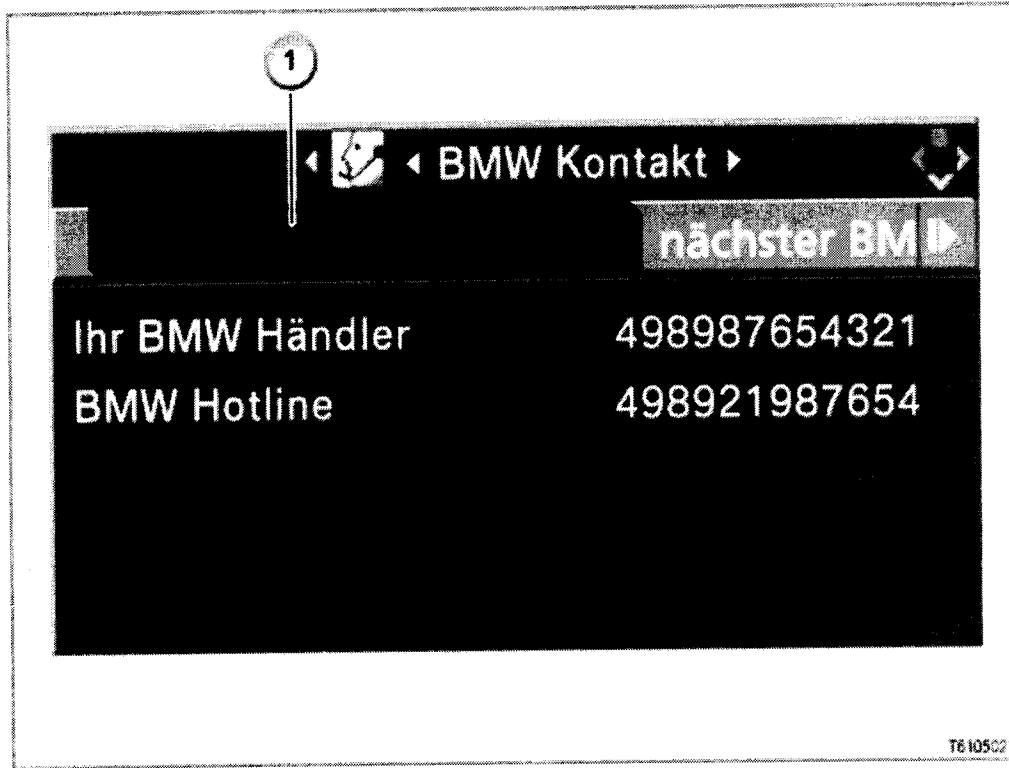 1
BMW Kontakt
nächster BM
Ihr BMW Händler 498987654321
BMW Hotline 498921987654
T610502